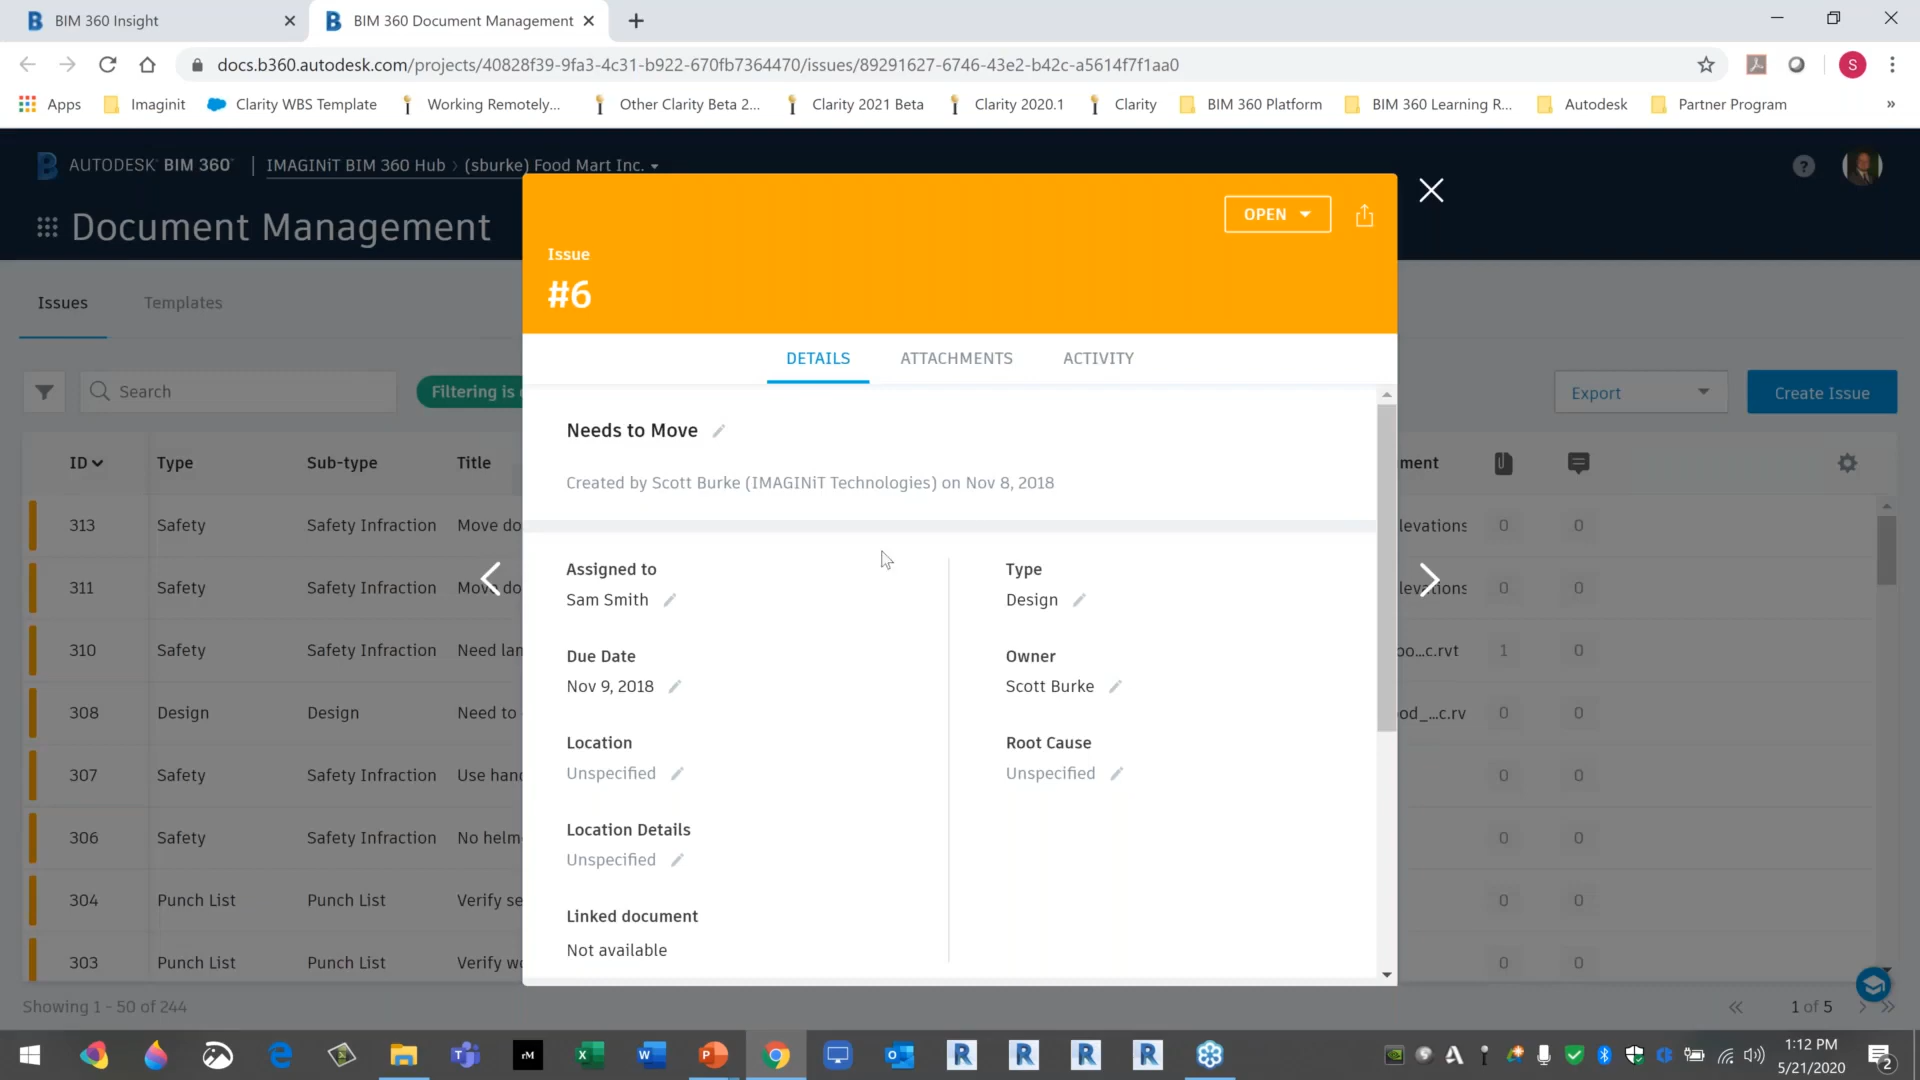 BIM 360 Insight
BIM 360 Document Management
docs.b360.autodesk.com/projects/40828f39-9fa3-4c31-b922-670fb7364470/issues/89291627-6746-43e2-b42c-a5614f7f1aa0
S
Apps
Imaginit
Clarity WBS Template
Working Remotely...
Other Clarity Beta 2...
Clarity 2021 Beta
Clarity 2020.1
Clarity
BIM 360 Platform
BIM 360 Learning R...
Autodesk
Partner Program
»
AUTODESK® BIM 360™ | IMAGINiT BIM 360 Hub > (sburke) Food Mart Inc.
Document Management
OPEN
Issue
#6
Issues
Templates
DETAILS
ATTACHMENTS
ACTIVITY
Search
Filtering is
Export
Create Issue
Needs to Move
Created by Scott Burke (IMAGINiT Technologies) on Nov 8, 2018
ID Type Sub-type Title ment
313 Safety Safety Infraction Move do levations 0 0
311 Safety Safety Infraction Move do levations 0 0
310 Safety Safety Infraction Need lan oo...c.rvt 1 0
308 Design Design Need to od_...c.rv 0 0
307 Safety Safety Infraction Use hand 0 0
306 Safety Safety Infraction No helm 0 0
304 Punch List Punch List Verify se 0 0
303 Punch List Punch List Verify wo 0 0
Assigned to
Sam Smith
Type
Design
Due Date
Nov 9, 2018
Owner
Scott Burke
Location
Unspecified
Root Cause
Unspecified
Location Details
Unspecified
Linked document
Not available
Showing 1 - 50 of 244
1 of 5
rM
1:12 PM
5/21/2020
2